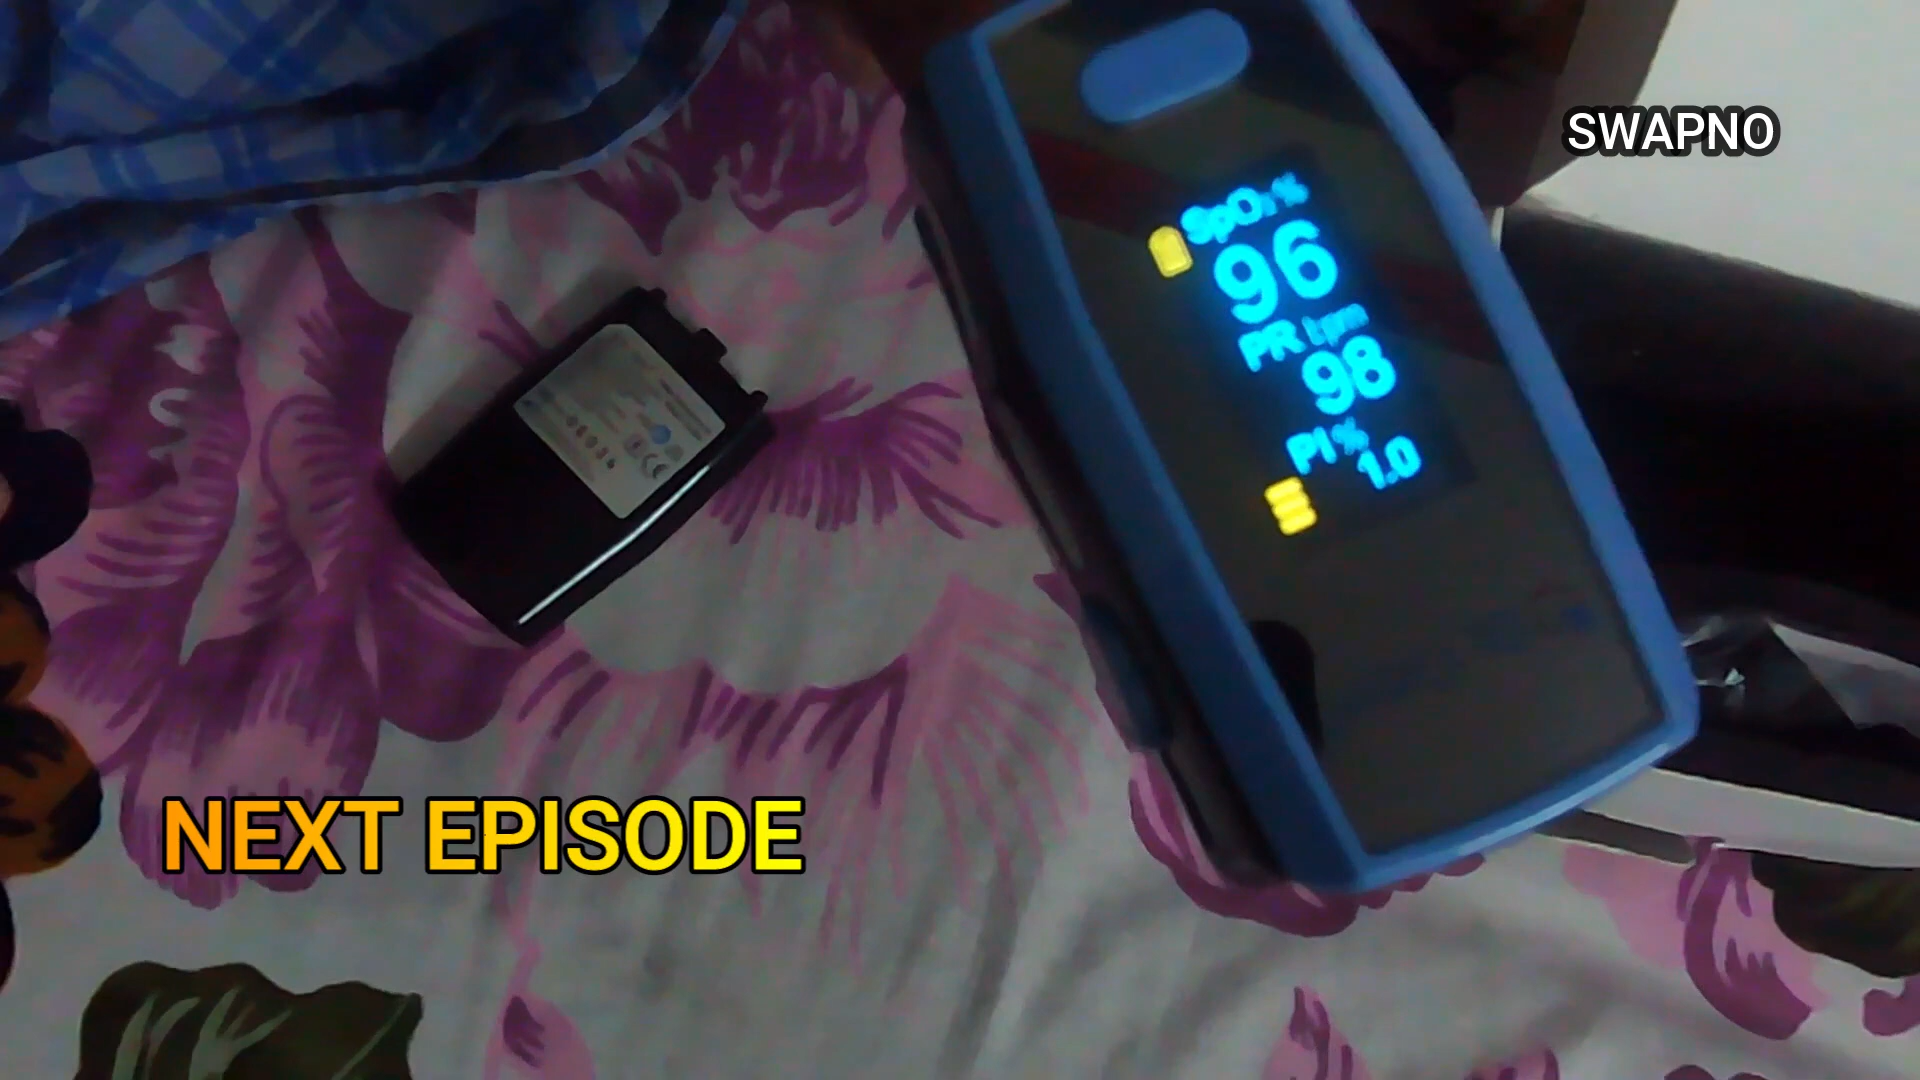 SWAPNO
SpO₂%
96
PR bpm
98
PI%
1.0
NEXT EPISODE